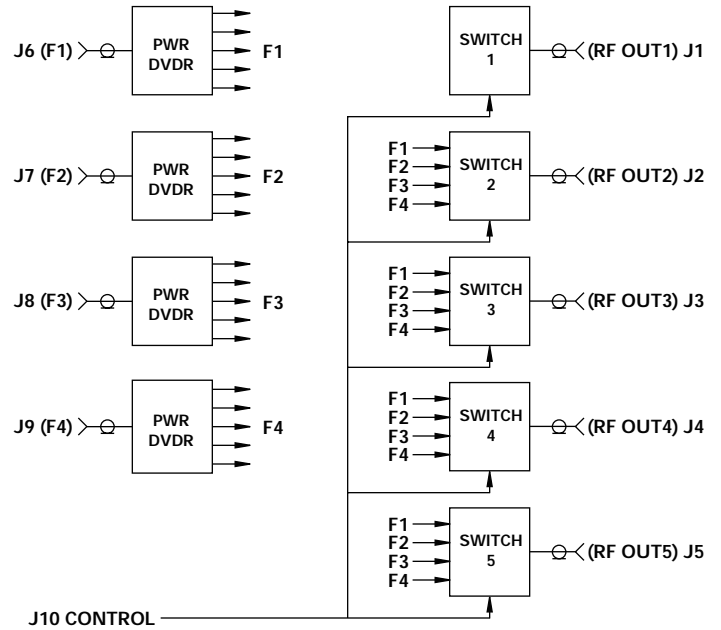 J6 (F1)
PWR
DVDR
F1
SWITCH
1
(RF OUT1) J1
J7 (F2)
PWR
DVDR
F2
F1
F2
F3
F4
SWITCH
2
(RF OUT2) J2
J8 (F3)
PWR
DVDR
F3
F1
F2
F3
F4
SWITCH
3
(RF OUT3) J3
J9 (F4)
PWR
DVDR
F4
F1
F2
F3
F4
SWITCH
4
(RF OUT4) J4
F1
F2
F3
F4
SWITCH
5
(RF OUT5) J5
J10 CONTROL